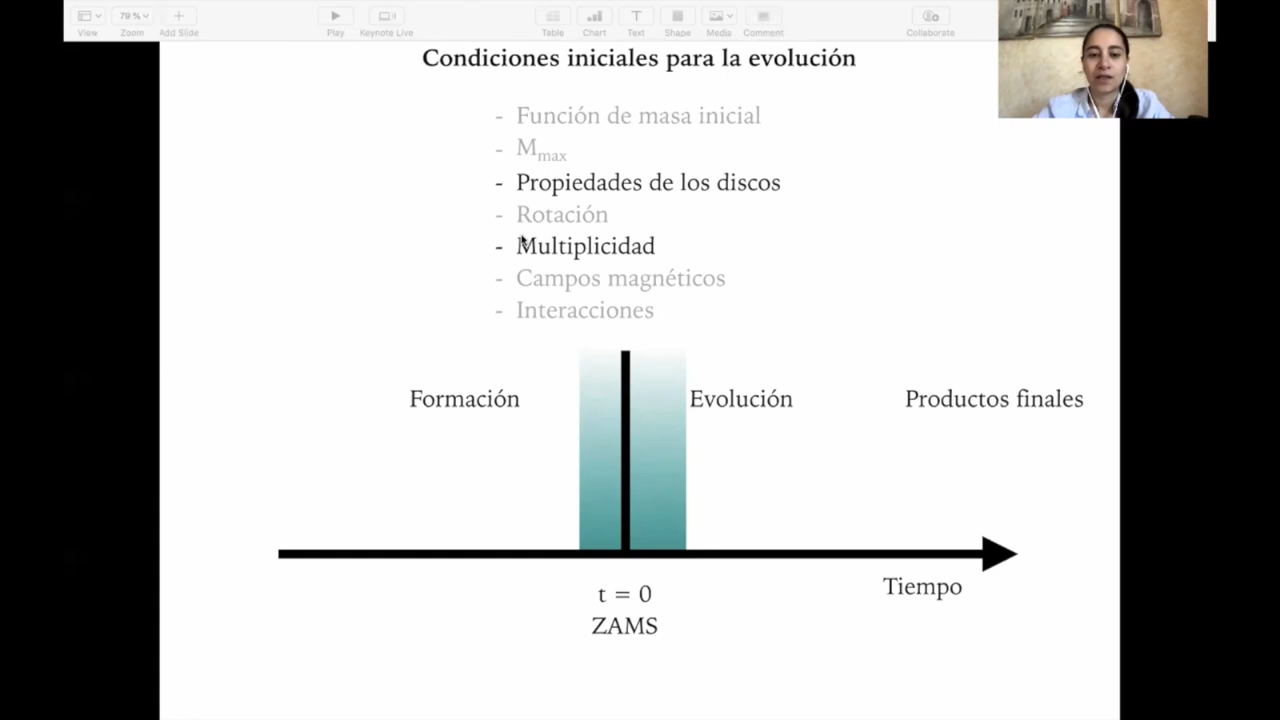 View
79 %
Zoom
Add Slide
Play
Keynote Live
Table
Chart
Text
Shape
Media
Comment
Collaborate
Condiciones iniciales para la evolución
- Función de masa inicial
- Mmax
- Propiedades de los discos
- Rotación
- Multiplicidad
- Campos magnéticos
- Interacciones
Formación
Evolución
Productos finales
Tiempo
t = 0
ZAMS